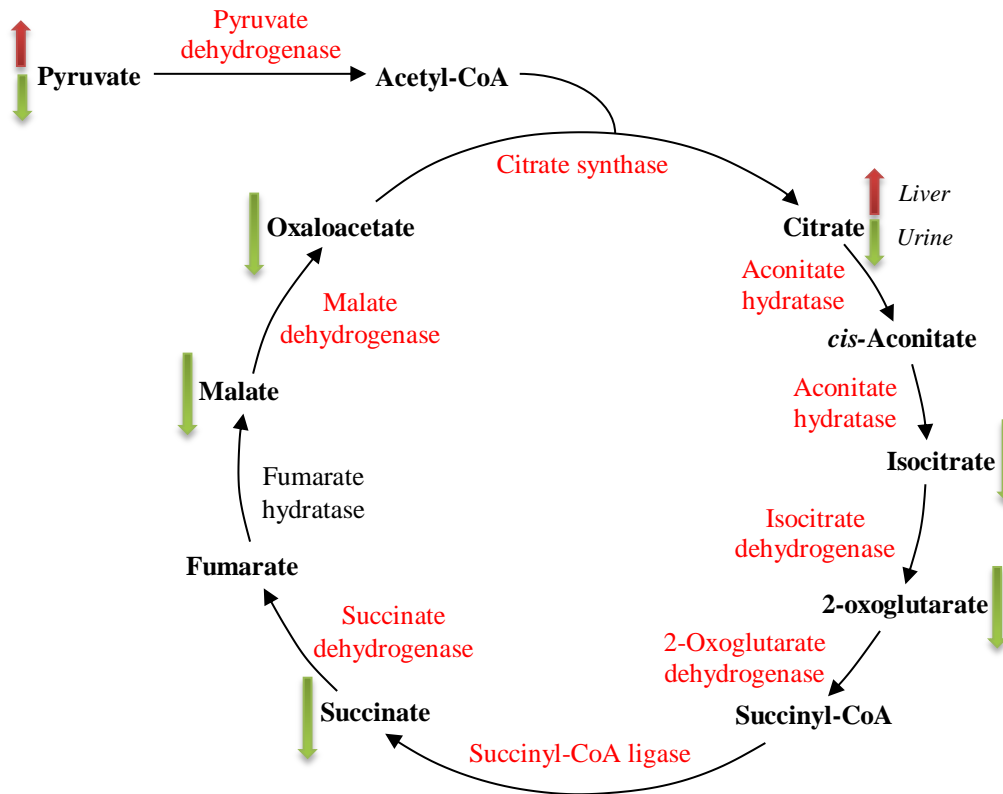 Pyruvate
dehydrogenase
Pyruvate
Acetyl-CoA
Citrate synthase
Oxaloacetate
Citrate
Liver
Urine
Aconitate
hydratase
Malate
dehydrogenase
cis-Aconitate
Malate
Aconitate
hydratase
Isocitrate
Fumarate
hydratase
Isocitrate
dehydrogenase
Fumarate
2-oxoglutarate
Succinate
dehydrogenase
2-Oxoglutarate
dehydrogenase
Succinate
Succinyl-CoA
Succinyl-CoA ligase